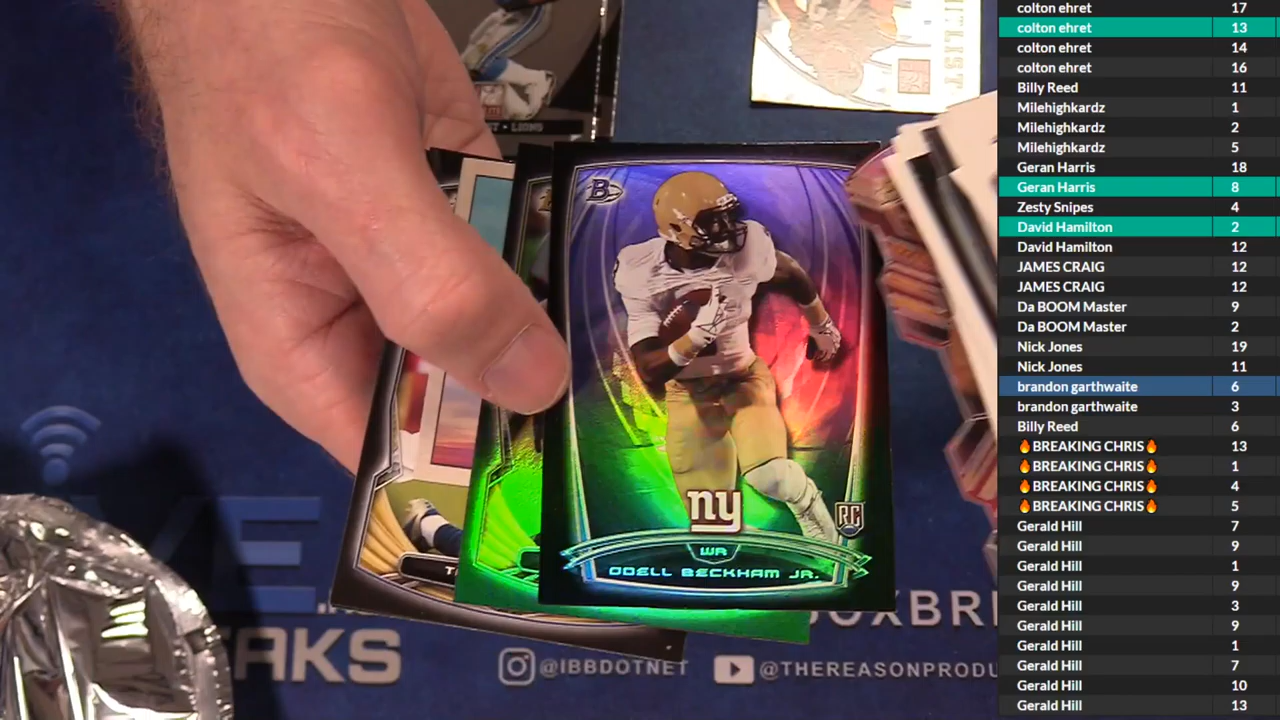 colton ehret 17
colton ehret 13
colton ehret 14
colton ehret 16
Billy Reed 11
Milehighkardz 1
Milehighkardz 2
Milehighkardz 5
Geran Harris 18
Geran Harris 8
Zesty Snipes 4
David Hamilton 2
David Hamilton 12
JAMES CRAIG 12
JAMES CRAIG 12
Da BOOM Master 9
Da BOOM Master 2
Nick Jones 19
Nick Jones 11
brandon garthwaite 6
brandon garthwaite 3
Billy Reed 6
🔥BREAKING CHRIS🔥 13
🔥BREAKING CHRIS🔥 1
🔥BREAKING CHRIS🔥 4
🔥BREAKING CHRIS🔥 5
Gerald Hill 7
Gerald Hill 9
Gerald Hill 1
Gerald Hill 9
Gerald Hill 3
Gerald Hill 9
Gerald Hill 1
Gerald Hill 7
Gerald Hill 10
Gerald Hill 13
LIONS
B
ny
RC
WR
ODELL BECKHAM JR.
OXBR
AKS
@IBBDOTNET
@THEREASONPRODU